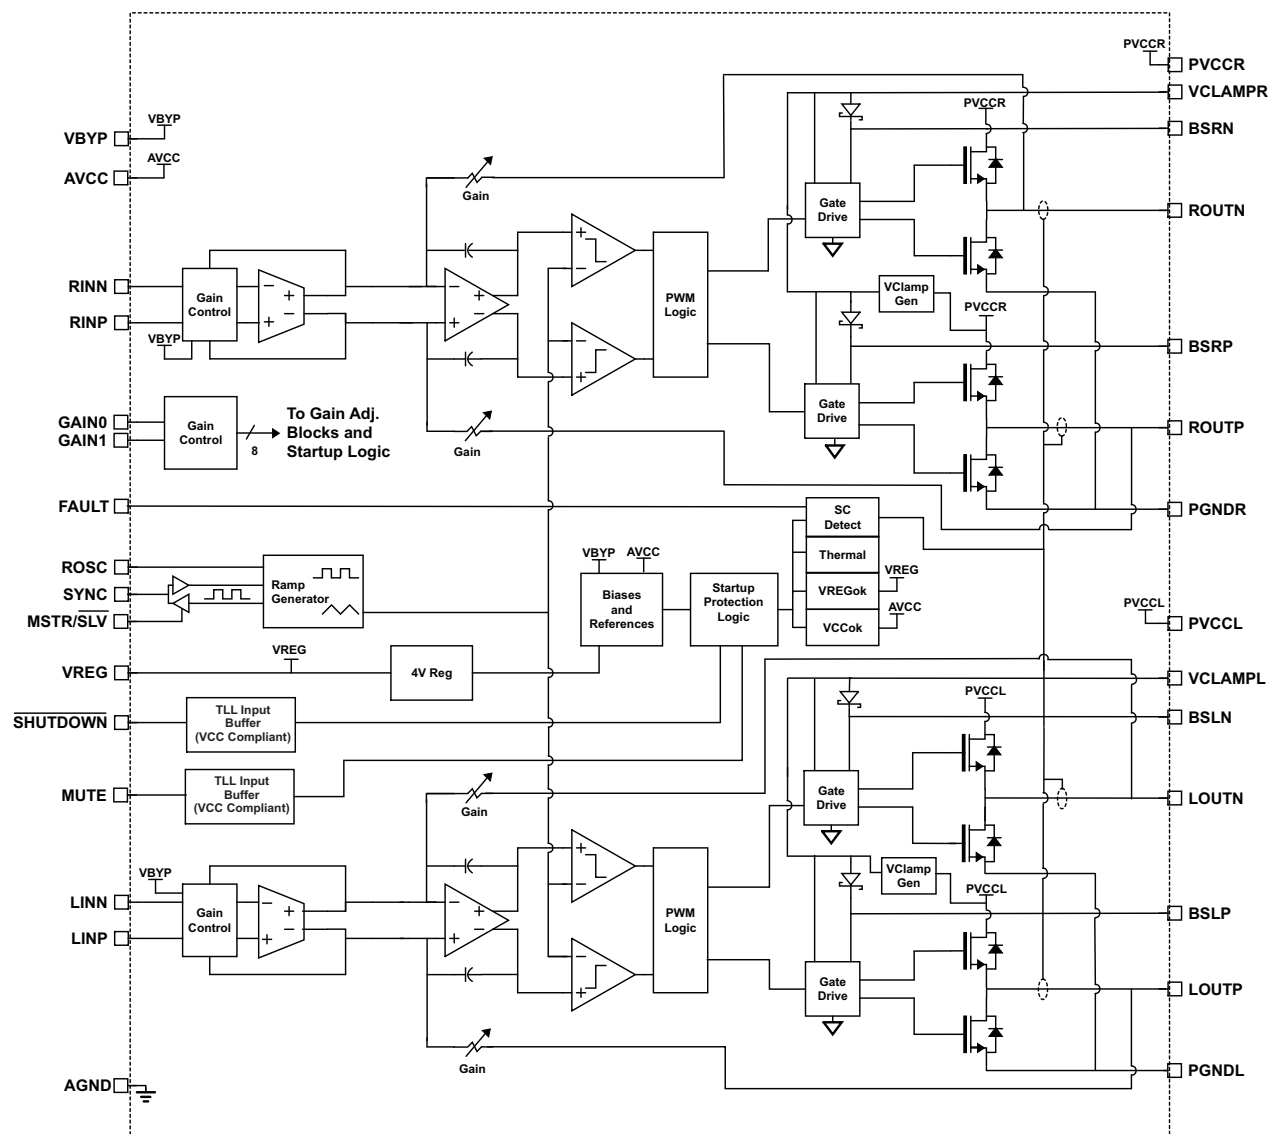 PVCCR
PVCCR
VCLAMPR
PVCCR
BSRN
VBYP
VBYP
AVCC
AVCC
Gain
Gate
Drive
ROUTN
RINN
RINP
Gain
Control
VBYP
− +
+ −
− +
+ −
+
−
−
+
PWM
Logic
VClamp
Gen
PVCCR
BSRP
GAIN0
GAIN1
Gain
Control
8
To Gain Adj.
Blocks and
Startup Logic
Gain
Gate
Drive
ROUTP
FAULT
SC
Detect
PGNDR
ROSC
SYNC
MSTR/S̅L̅V̅
Ramp
Generator
VBYP
AVCC
Biases
and
References
Startup
Protection
Logic
Thermal
VREGok
VREG
VCCok
AVCC
PVCCL
PVCCL
VREG
VREG
4V Reg
VCLAMPL
PVCCL
BSLN
S̅H̅U̅T̅D̅O̅W̅N̅
TLL Input
Buffer
(VCC Compliant)
MUTE
TLL Input
Buffer
(VCC Compliant)
Gain
Gate
Drive
LOUTN
VBYP
LINN
LINP
Gain
Control
− +
+ −
− +
+ −
+
−
−
+
PWM
Logic
VClamp
Gen
PVCCL
BSLP
Gate
Drive
LOUTP
Gain
AGND
PGNDL